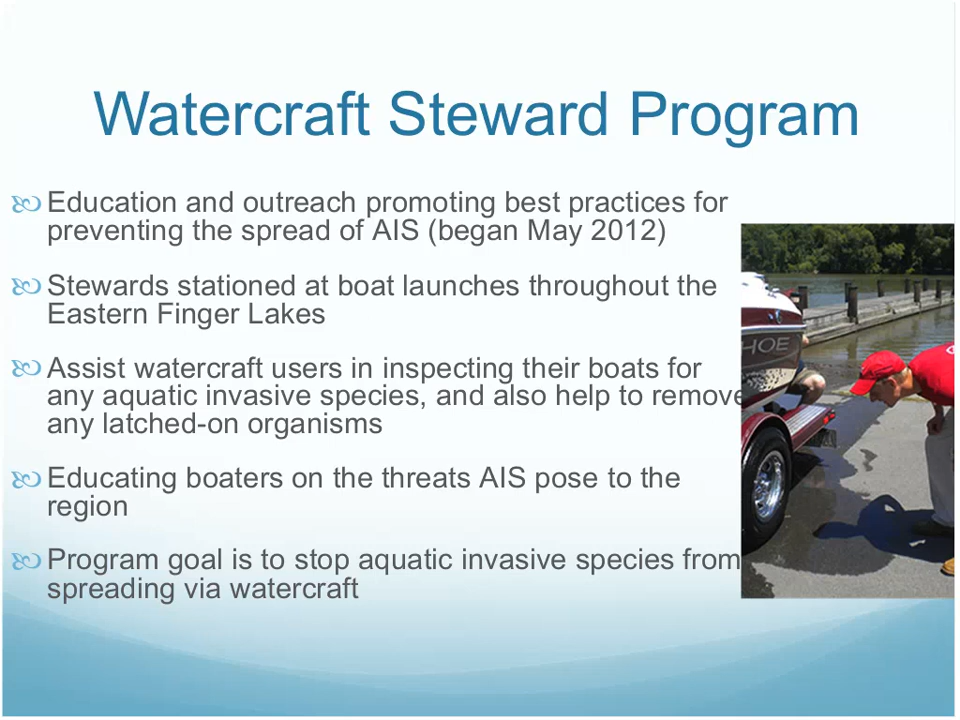 Watercraft Steward Program
Education and outreach promoting best practices for
preventing the spread of AIS (began May 2012)
Stewards stationed at boat launches throughout the
Eastern Finger Lakes
Assist watercraft users in inspecting their boats for
any aquatic invasive species, and also help to remove
any latched-on organisms
Educating boaters on the threats AIS pose to the
region
Program goal is to stop aquatic invasive species from
spreading via watercraft
HOE